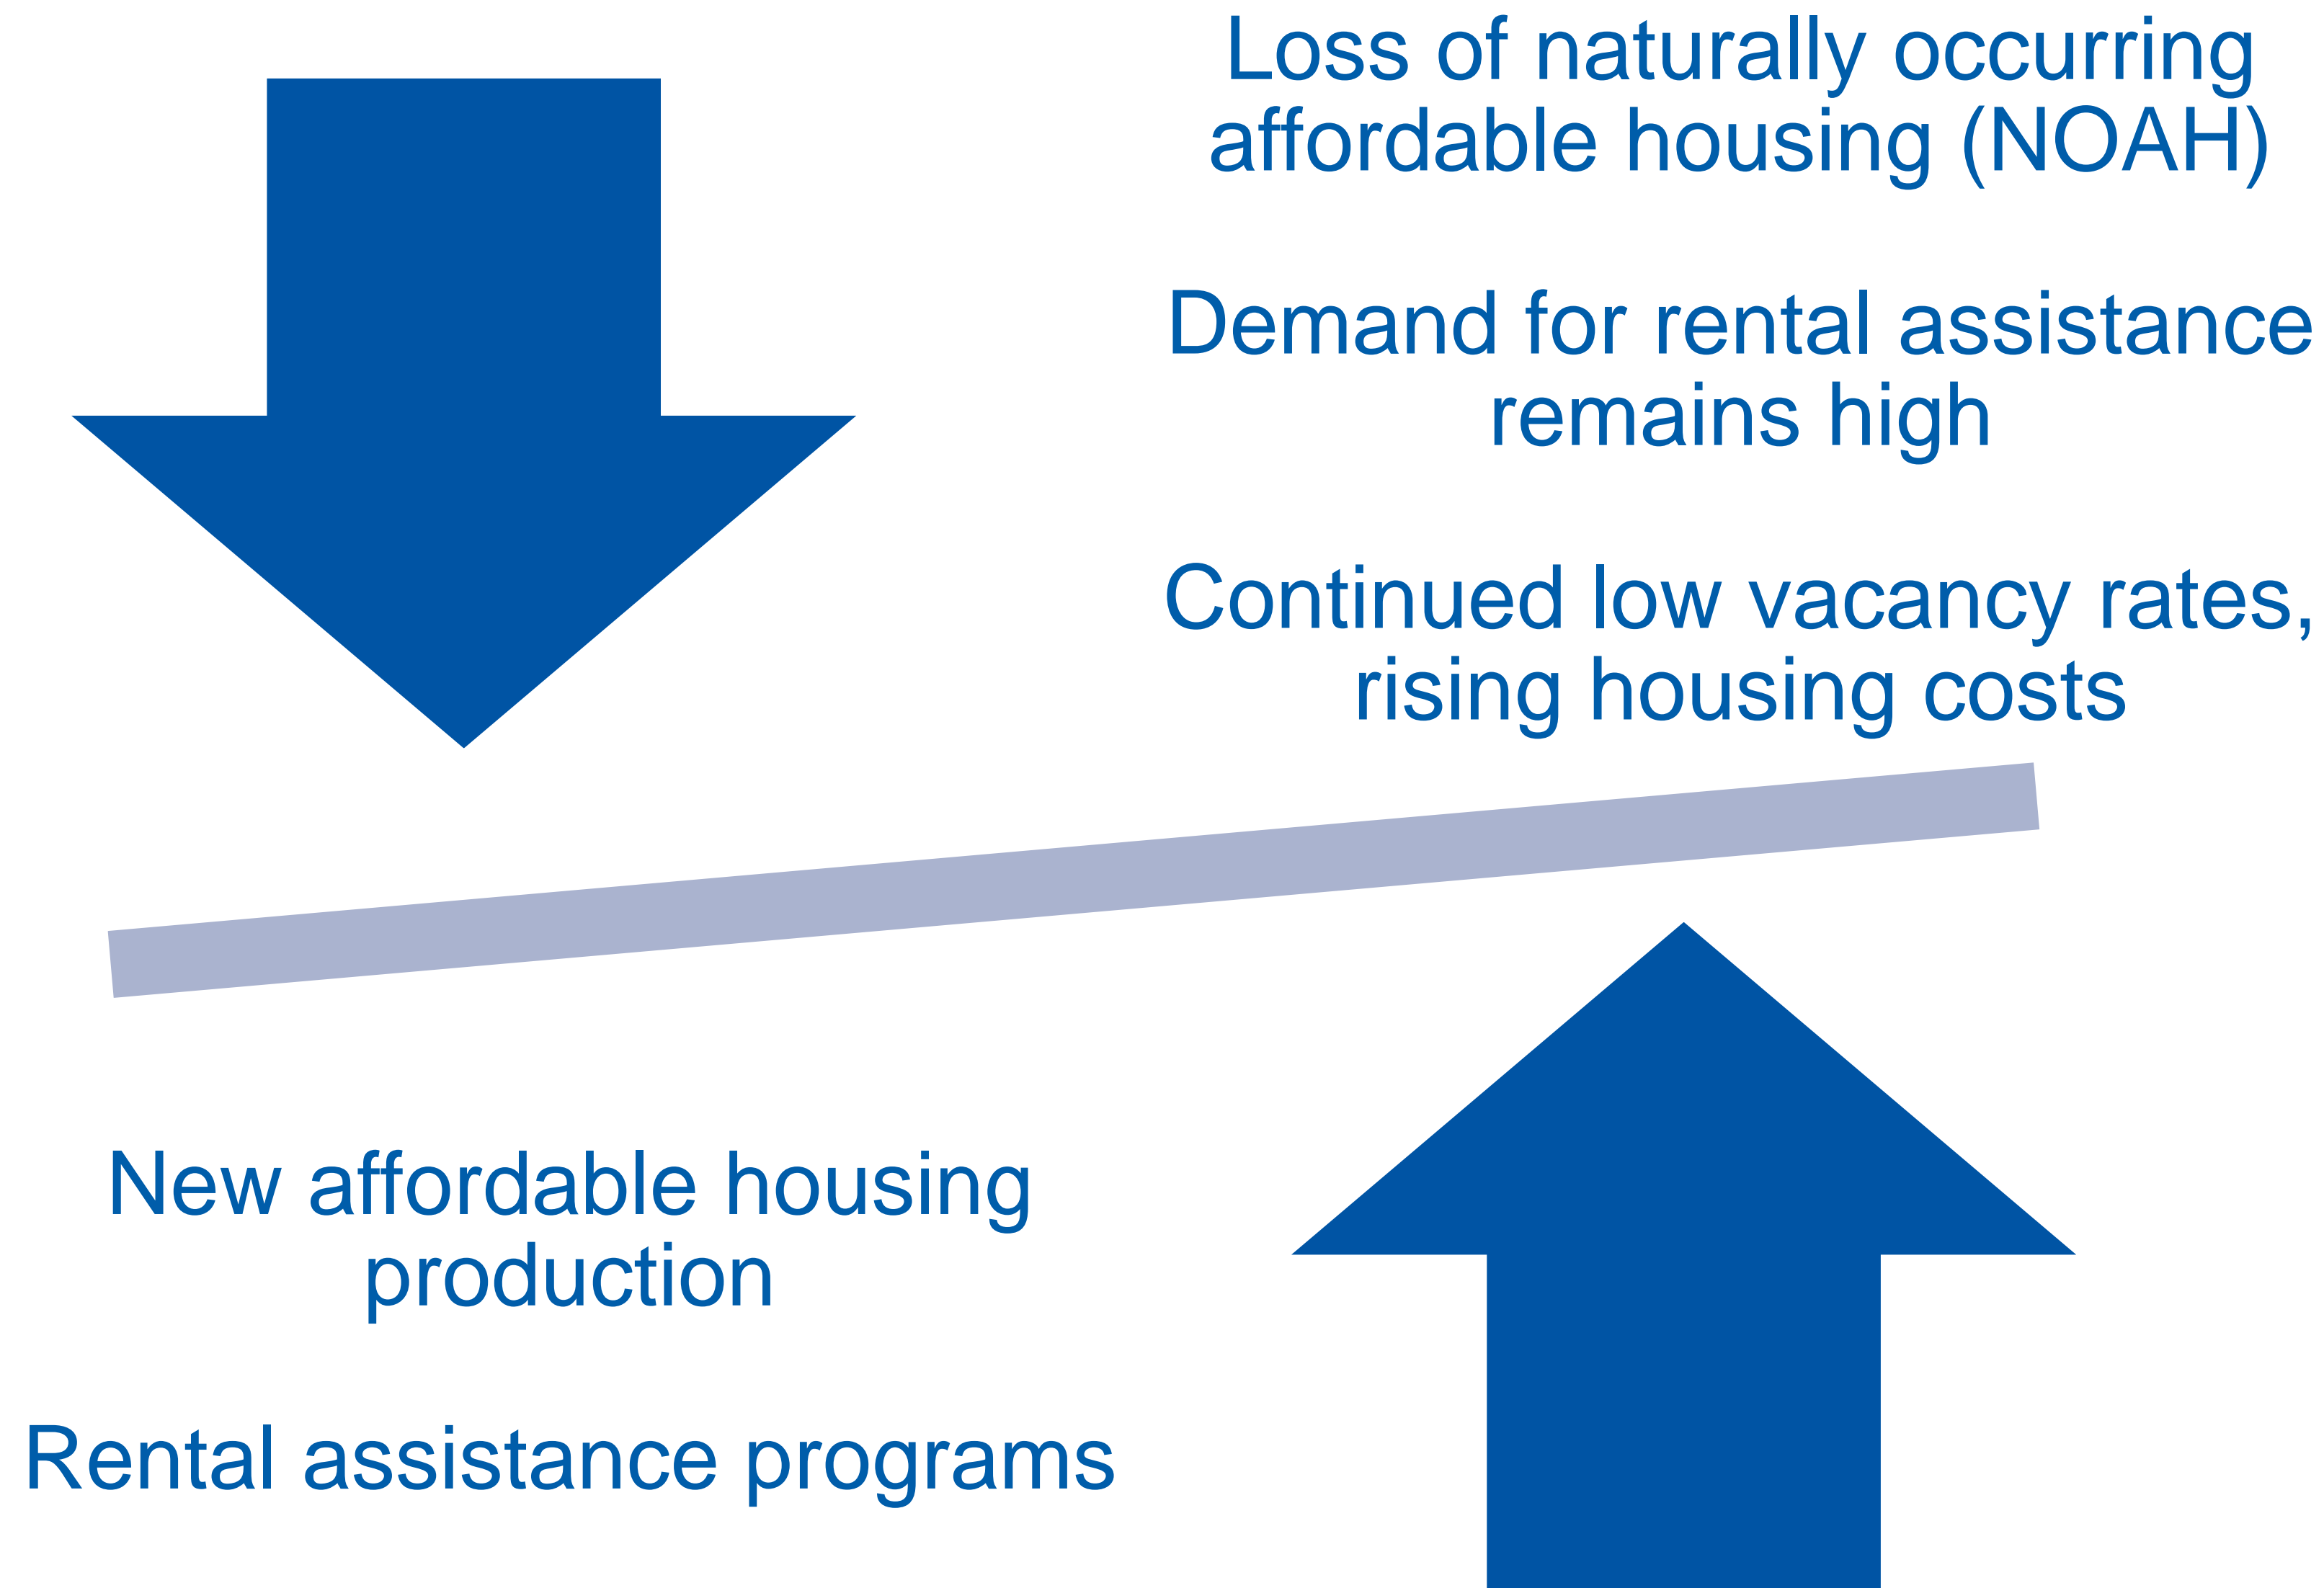 Loss of naturally occurring
affordable housing (NOAH)
Demand for rental assistance
remains high
Continued low vacancy rates,
rising housing costs
New affordable housing
production
Rental assistance programs